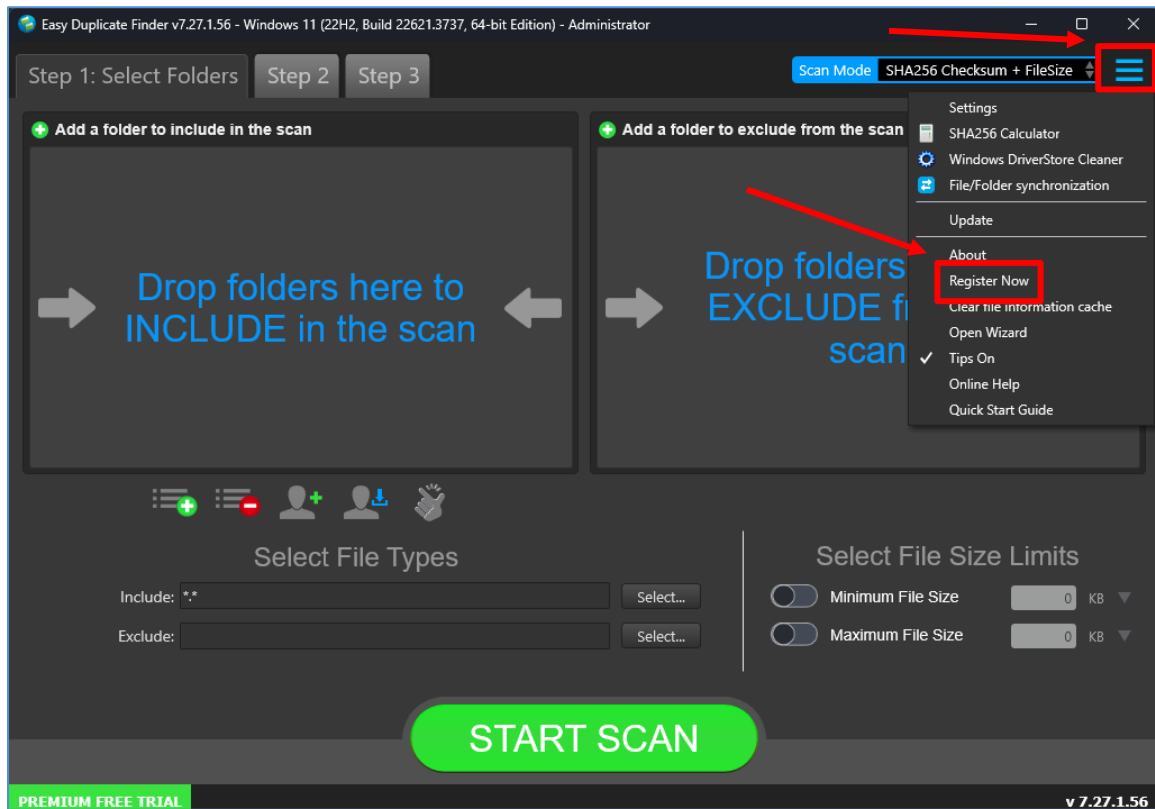 Easy Duplicate Finder v7.27.1.56 - Windows 11 (22H2, Build 22621.3737, 64-bit Edition) - Administrator
Step 1: Select Folders
Step 2
Step 3
Scan Mode
SHA256 Checksum + FileSize
Settings
SHA256 Calculator
Windows DriverStore Cleaner
File/Folder synchronization
Update
About
Register Now
Clear file information cache
Open Wizard
Tips On
Online Help
Quick Start Guide
Add a folder to include in the scan
Drop folders here to
INCLUDE in the scan
Add a folder to exclude from the scan
Drop folders
EXCLUDE f
scan
Select File Types
Include: *.* Select...
Exclude: Select...
Select File Size Limits
Minimum File Size 0 KB
Maximum File Size 0 KB
START SCAN
PREMIUM FREE TRIAL
v 7.27.1.56